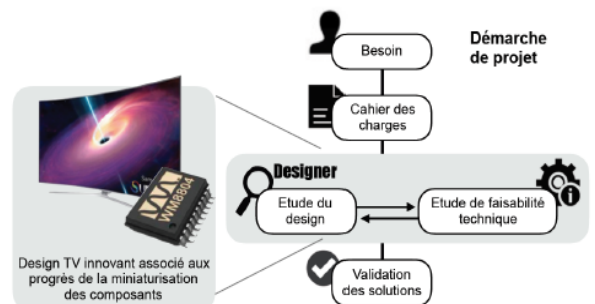 Démarche
de projet
Besoin
Cahier des
charges
Designer
Etude du
design
Etude de faisabilité
technique
Validation
des solutions
WM8804
Design TV innovant associé aux
progrès de la miniaturisation
des composants